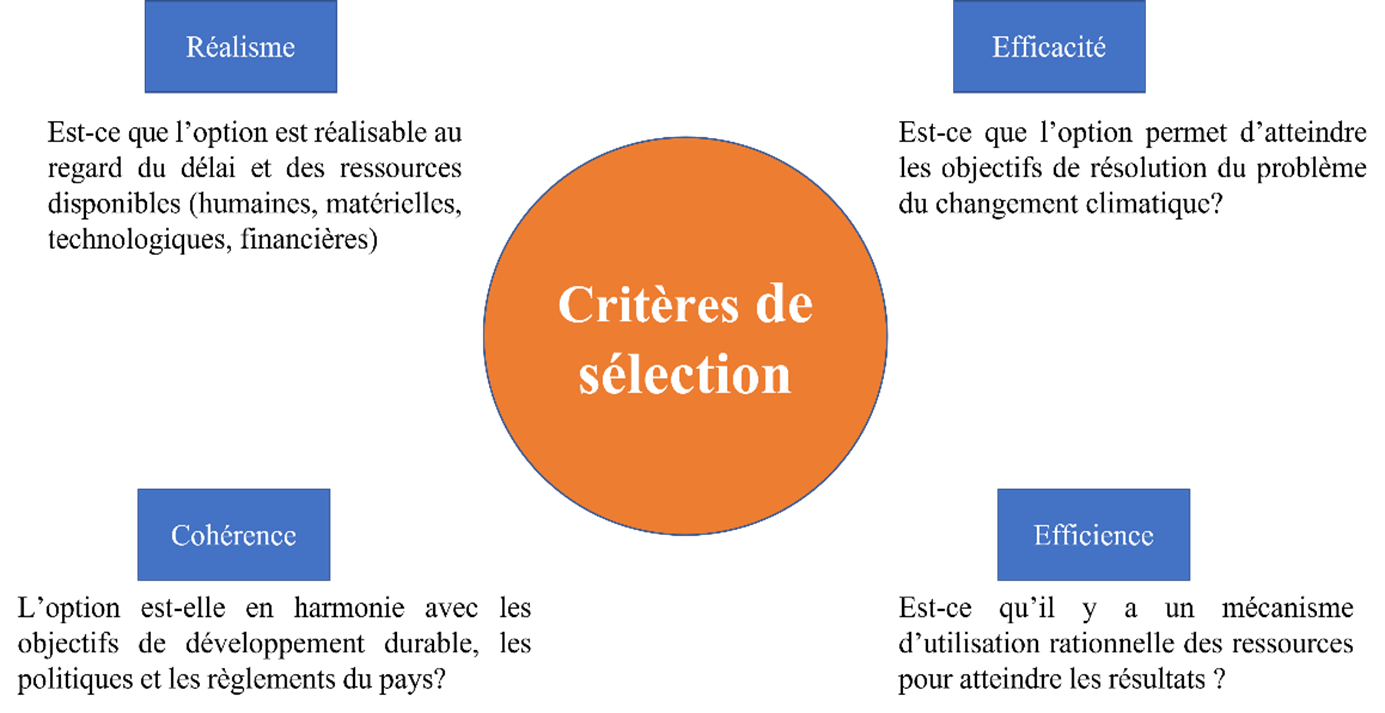 Réalisme
Est-ce que l’option est réalisable au
regard du délai et des ressources
disponibles (humaines, matérielles,
technologiques, financières)
Efficacité
Est-ce que l’option permet d’atteindre
les objectifs de résolution du problème
du changement climatique?
Critères de
sélection
Cohérence
L’option est-elle en harmonie avec les
objectifs de développement durable, les
politiques et les règlements du pays?
Efficience
Est-ce qu’il y a un mécanisme
d’utilisation rationnelle des ressources
pour atteindre les résultats ?